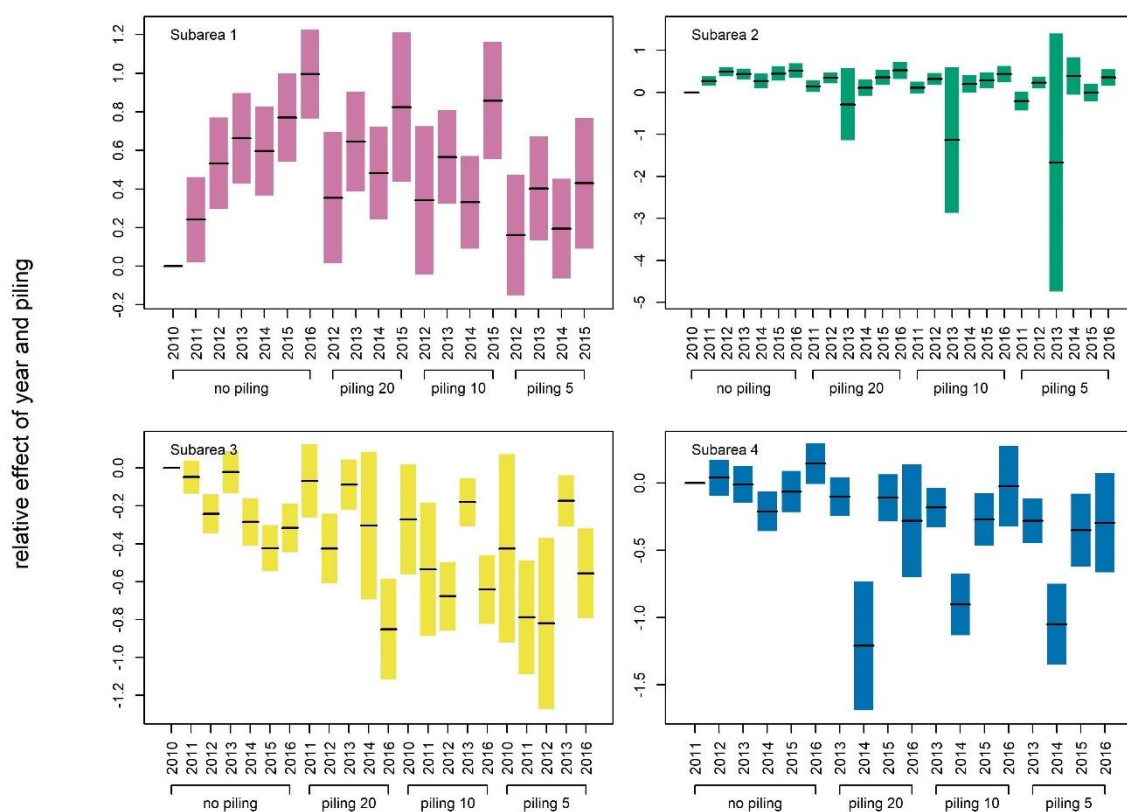 relative effect of year and piling
Subarea 1
1.2
1.0
0.8
0.6
0.4
0.2
0.0
-0.2
2010 2011 2012 2013 2014 2015 2016 2012 2013 2014 2015 2012 2013 2014 2015 2012 2013 2014 2015
no piling piling 20 piling 10 piling 5
Subarea 2
1
0
-1
-2
-3
-4
-5
2010 2011 2012 2013 2014 2015 2016 2011 2012 2013 2014 2015 2016 2011 2012 2013 2014 2015 2016 2011 2012 2013 2014 2015 2016
no piling piling 20 piling 10 piling 5
Subarea 3
0.0
-0.2
-0.4
-0.6
-0.8
-1.0
-1.2
2010 2011 2012 2013 2014 2015 2016 2011 2012 2013 2014 2016 2010 2011 2012 2013 2016 2010 2011 2012 2013 2016
no piling piling 20 piling 10 piling 5
Subarea 4
0.0
-0.5
-1.0
-1.5
2011 2012 2013 2014 2015 2016 2013 2014 2015 2016 2013 2014 2015 2016 2013 2014 2015 2016
no piling piling 20 piling 10 piling 5